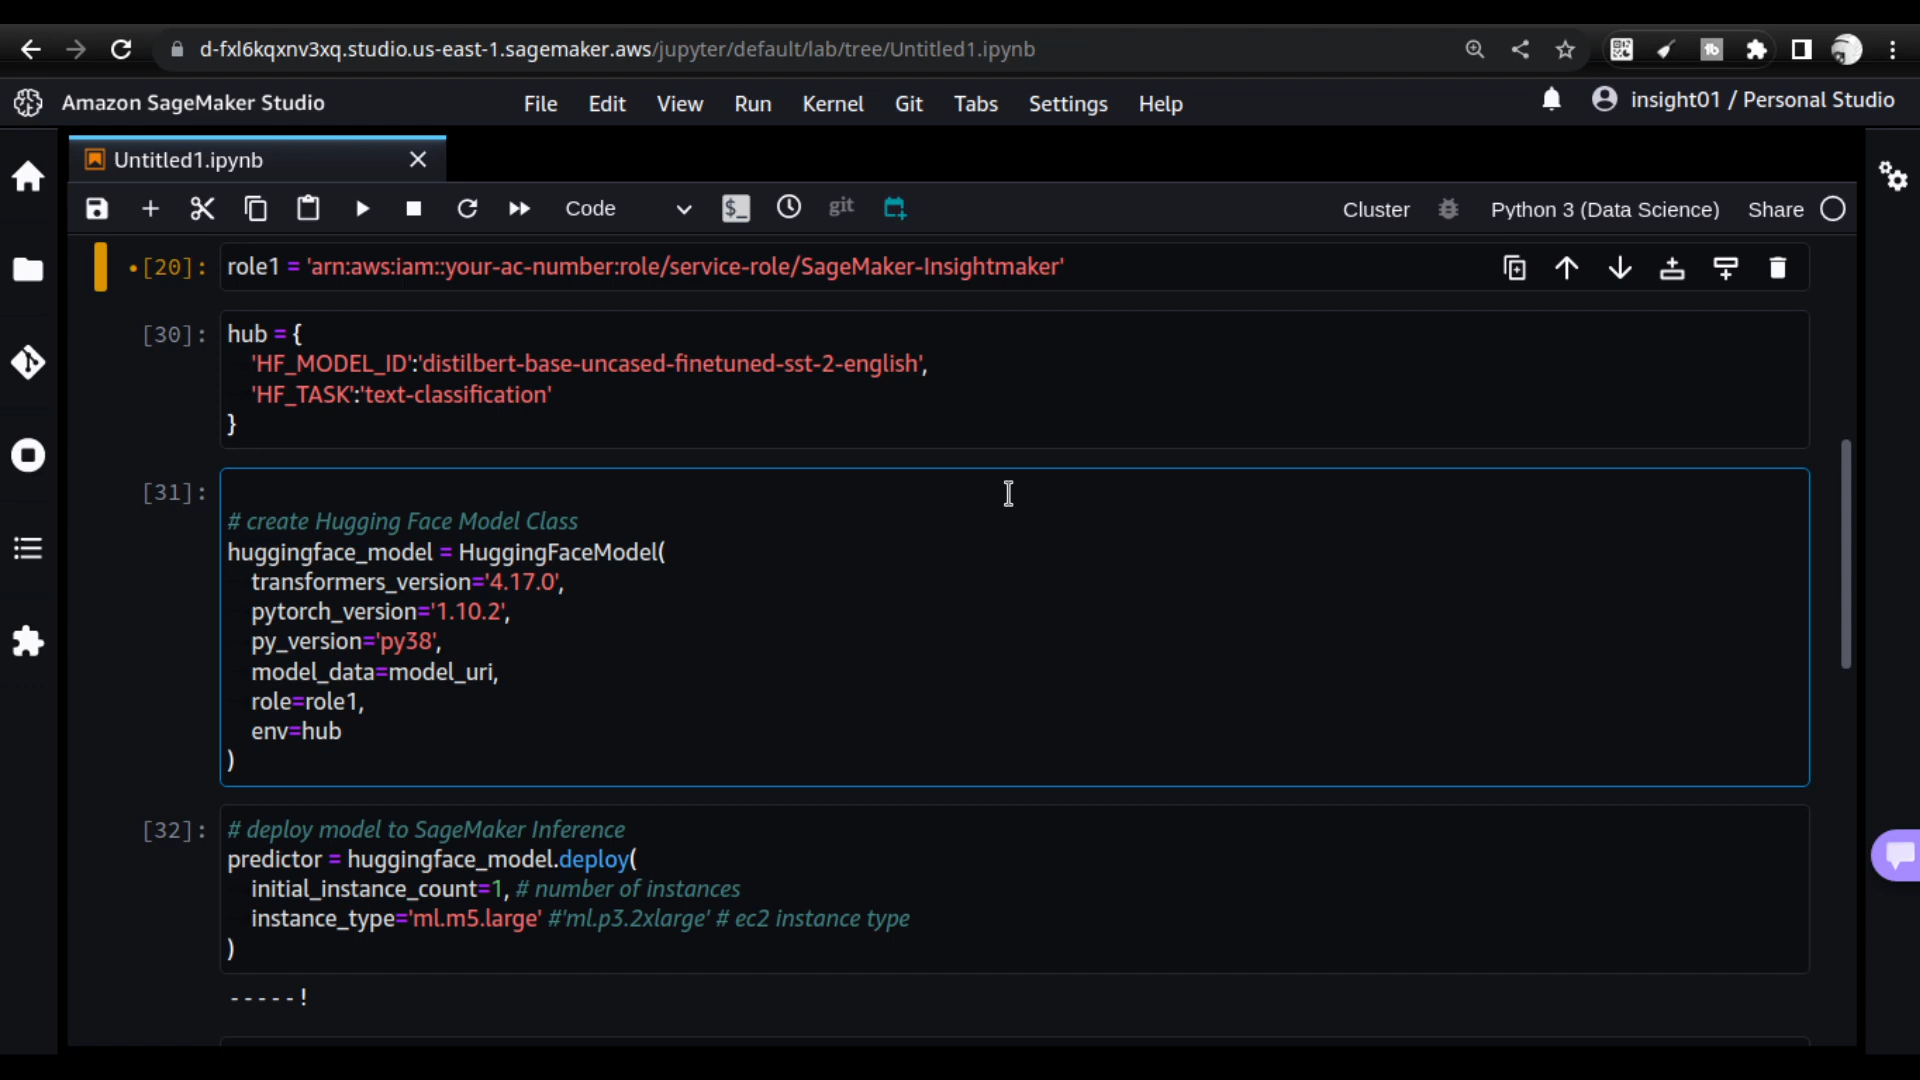 d-fxl6kqxnv3xq.studio.us-east-1.sagemaker.aws/jupyter/default/lab/tree/Untitled1.ipynb
Amazon SageMaker Studio File Edit View Run Kernel Git Tabs Settings Help insight01 / Personal Studio
Untitled1.ipynb
Code $_ git Cluster Python 3 (Data Science) Share
[20]: role1 = 'arn:aws:iam::your-ac-number:role/service-role/SageMaker-Insightmaker'
[30]: hub = {
'HF_MODEL_ID':'distilbert-base-uncased-finetuned-sst-2-english',
'HF_TASK':'text-classification'
}
[31]:
# create Hugging Face Model Class
huggingface_model = HuggingFaceModel(
transformers_version='4.17.0',
pytorch_version='1.10.2',
py_version='py38',
model_data=model_uri,
role=role1,
env=hub
)
[32]: # deploy model to SageMaker Inference
predictor = huggingface_model.deploy(
initial_instance_count=1, # number of instances
instance_type='ml.m5.large' #'ml.p3.2xlarge' # ec2 instance type
)
-----!